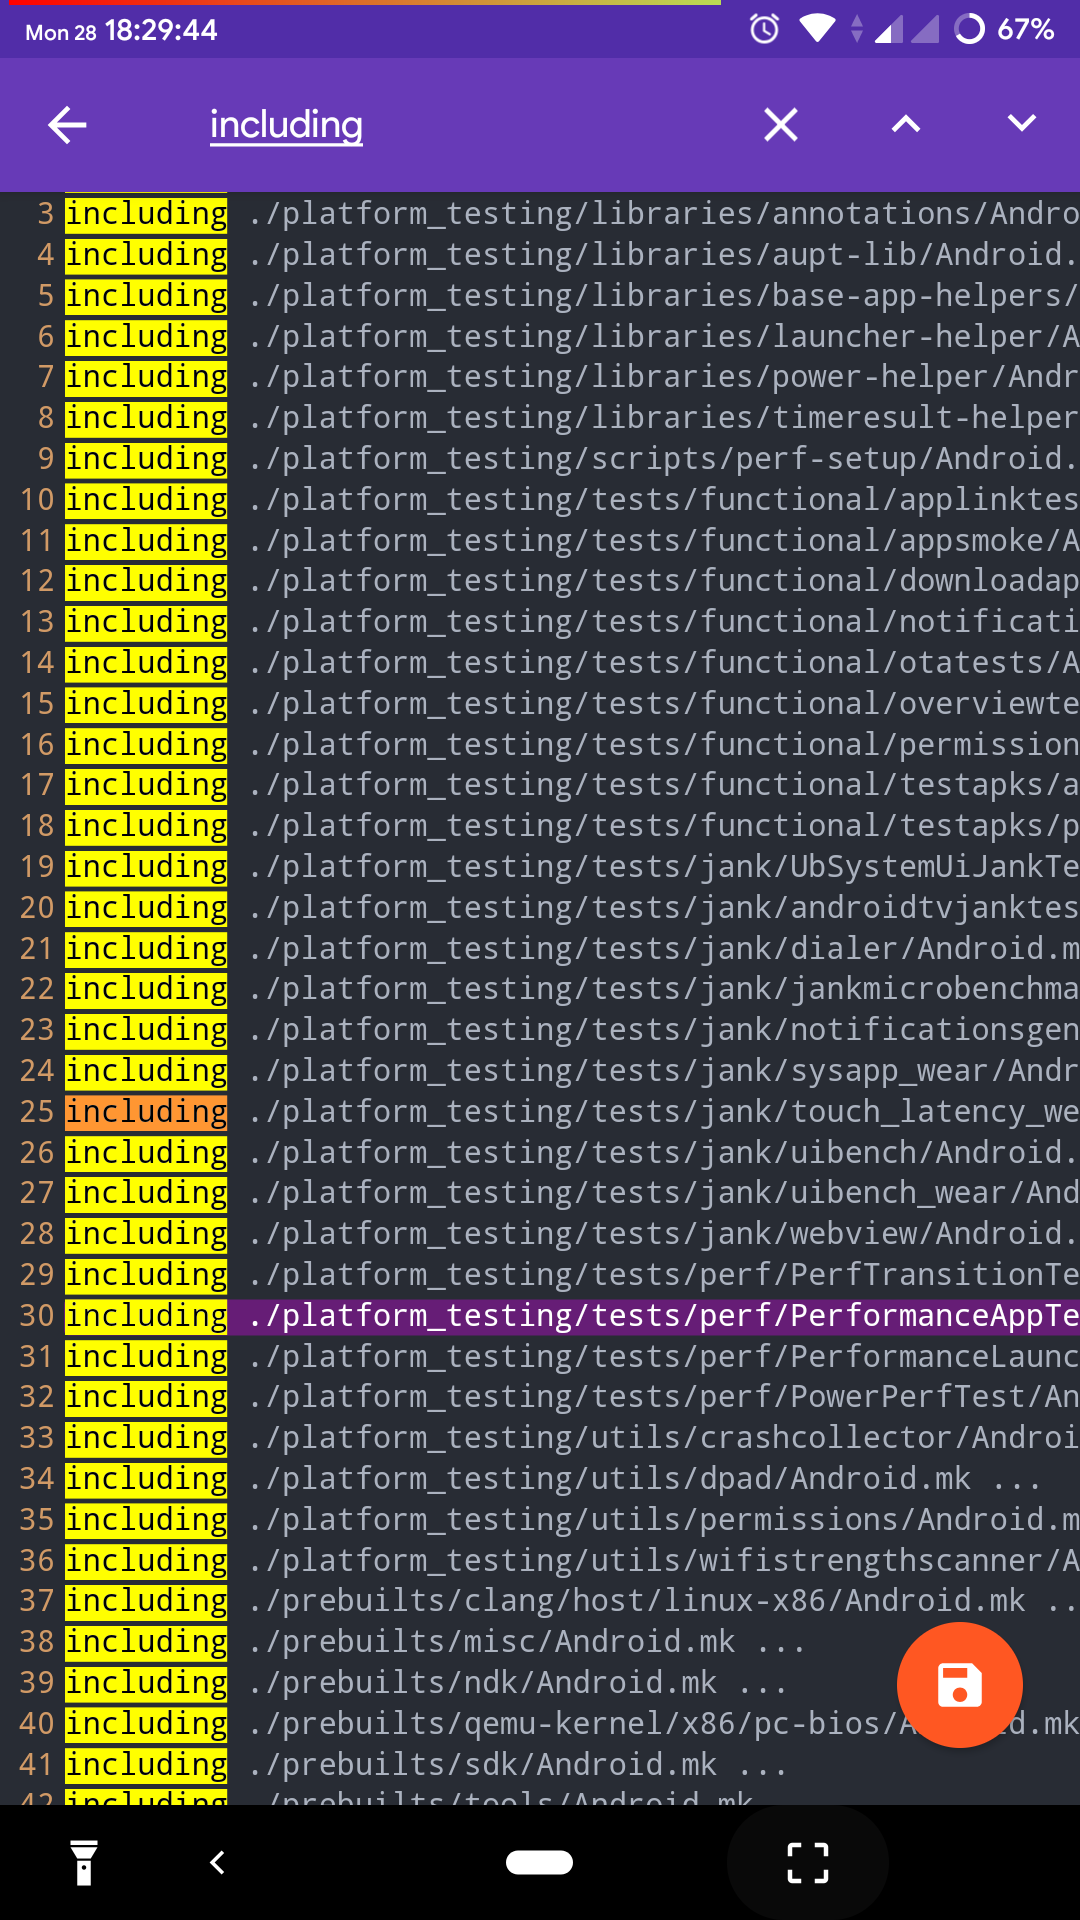 Mon 28 18:29:44 67%
including
3 including ./platform_testing/libraries/annotations/Andro
4 including ./platform_testing/libraries/aupt-lib/Android.
5 including ./platform_testing/libraries/base-app-helpers/
6 including ./platform_testing/libraries/launcher-helper/A
7 including ./platform_testing/libraries/power-helper/Andr
8 including ./platform_testing/libraries/timeresult-helper
9 including ./platform_testing/scripts/perf-setup/Android.
10 including ./platform_testing/tests/functional/applinktes
11 including ./platform_testing/tests/functional/appsmoke/A
12 including ./platform_testing/tests/functional/downloadap
13 including ./platform_testing/tests/functional/notificati
14 including ./platform_testing/tests/functional/otatests/A
15 including ./platform_testing/tests/functional/overviewte
16 including ./platform_testing/tests/functional/permission
17 including ./platform_testing/tests/functional/testapks/a
18 including ./platform_testing/tests/functional/testapks/p
19 including ./platform_testing/tests/jank/UbSystemUiJankTe
20 including ./platform_testing/tests/jank/androidtvjanktes
21 including ./platform_testing/tests/jank/dialer/Android.m
22 including ./platform_testing/tests/jank/jankmicrobenchma
23 including ./platform_testing/tests/jank/notificationsgen
24 including ./platform_testing/tests/jank/sysapp_wear/Andr
25 including ./platform_testing/tests/jank/touch_latency_we
26 including ./platform_testing/tests/jank/uibench/Android.
27 including ./platform_testing/tests/jank/uibench_wear/And
28 including ./platform_testing/tests/jank/webview/Android.
29 including ./platform_testing/tests/perf/PerfTransitionTe
30 including ./platform_testing/tests/perf/PerformanceAppTe
31 including ./platform_testing/tests/perf/PerformanceLaunc
32 including ./platform_testing/tests/perf/PowerPerfTest/An
33 including ./platform_testing/utils/crashcollector/Androi
34 including ./platform_testing/utils/dpad/Android.mk ...
35 including ./platform_testing/utils/permissions/Android.m
36 including ./platform_testing/utils/wifistrengthscanner/A
37 including ./prebuilts/clang/host/linux-x86/Android.mk ..
38 including ./prebuilts/misc/Android.mk ...
39 including ./prebuilts/ndk/Android.mk ...
40 including ./prebuilts/qemu-kernel/x86/pc-bios/A d.mk
41 including ./prebuilts/sdk/Android.mk ...
42 including ./prebuilts/tools/Android.mk